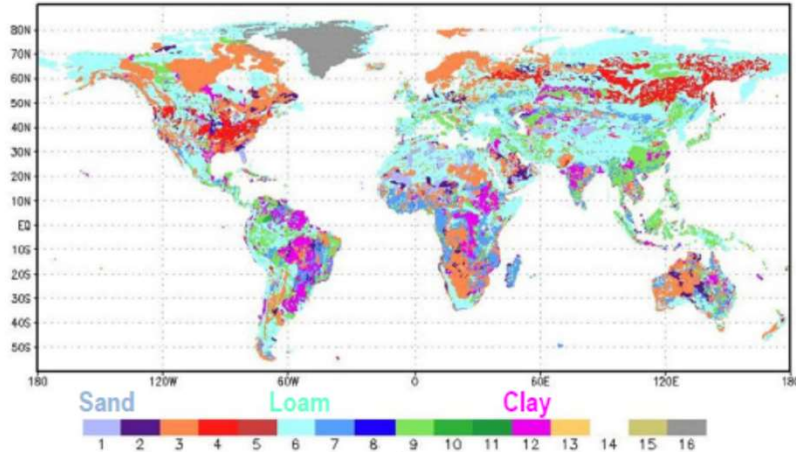 80N
70N
60N
50N
40N
30N
20N
10N
EQ
10S
20S
30S
40S
50S
180 120W 60W 0 60E 120E 180
Sand Loam Clay
1 2 3 4 5 6 7 8 9 10 11 12 13 14 15 16